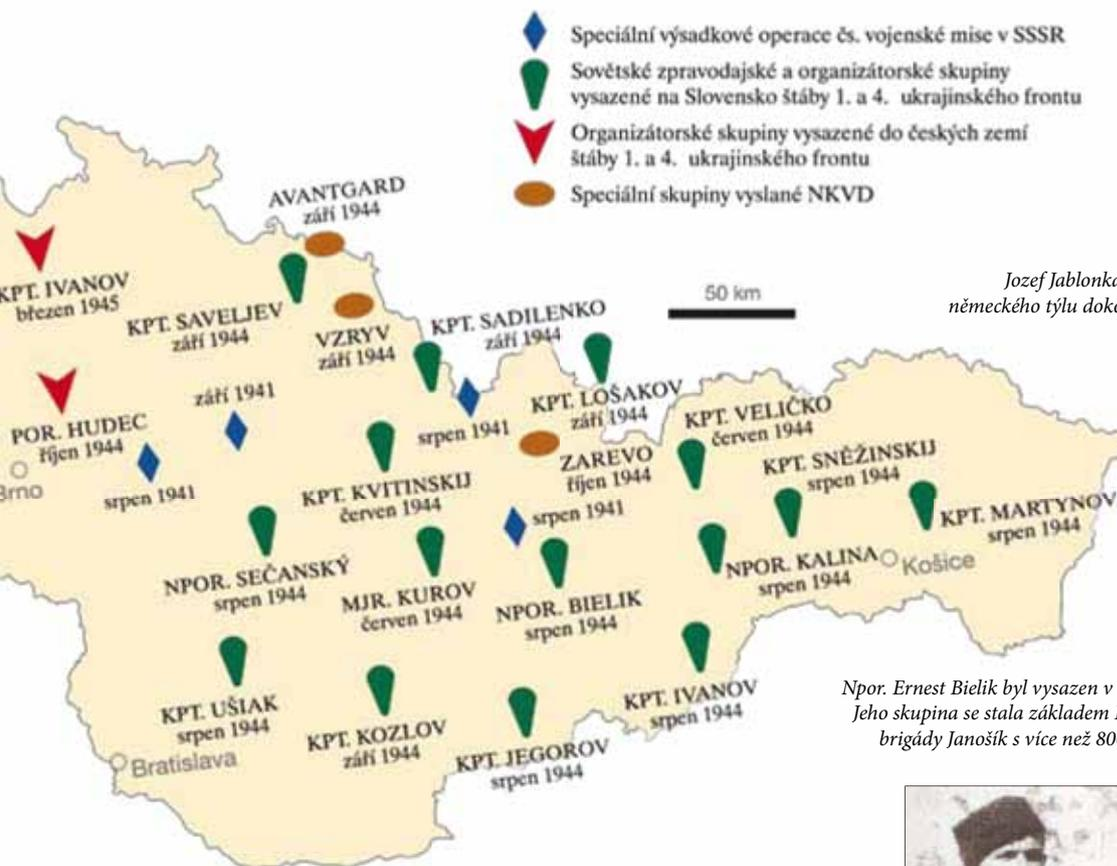 Speciální výsadkové operace čs. vojenské mise v SSSR
Sovětské zpravodajské a organizátorské skupiny
vysazené na Slovensko štáby 1. a 4. ukrajinského frontu
Organizátorské skupiny vysazené do českých zemí
štáby 1. a 4. ukrajinského frontu
Speciální skupiny vyslané NKVD
AVANTGARD
září 1944
KPT. IVANOV
březen 1945
KPT. SAVELJEV
září 1944
VZRYV
září 1944
KPT. SADILENKO
září 1944
50 km
Jozef Jablonka
německého týlu
KPT. LOŠAKOV
září 1944
KPT. VELIČKO
červen 1944
září 1941
POR. HUDEC
říjen 1944
Brno
srpen 1941
srpen 1941
ZAREVO
říjen 1944
KPT. SNĚŽINSKIJ
srpen 1944
KPT. KVITINSKIJ
červen 1944
srpen 1941
KPT. MARTYNOV
srpen 1944
NPOR. SEČANSKÝ
srpen 1944
MJR. KUROV
červen 1944
NPOR. BIELIK
srpen 1944
NPOR. KALINA
srpen 1944
Košice
KPT. UŠIAK
srpen 1944
KPT. KOZLOV
září 1944
KPT. JEGOROV
srpen 1944
KPT. IVANOV
srpen 1944
Bratislava
Npor. Ernest Bielik byl vysazen v
Jeho skupina se stala základem
brigády Janošík s více než